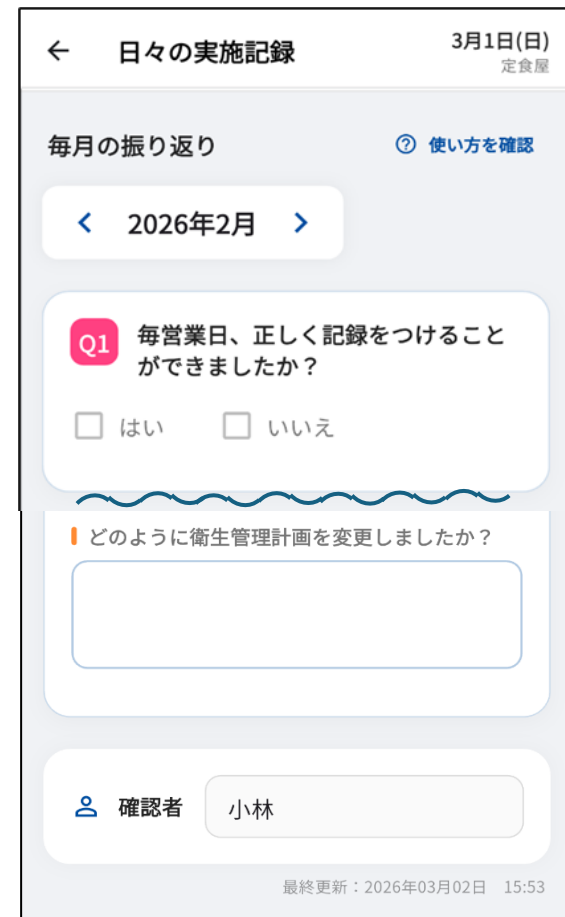 日々の実施記録
3月1日(日)
定食屋
毎月の振り返り
使い方を確認
2026年2月
Q1
毎営業日、正しく記録をつけること
ができましたか？
はい
いいえ
どのように衛生管理計画を変更しましたか？
確認者
小林
最終更新：2026年03月02日 15:53